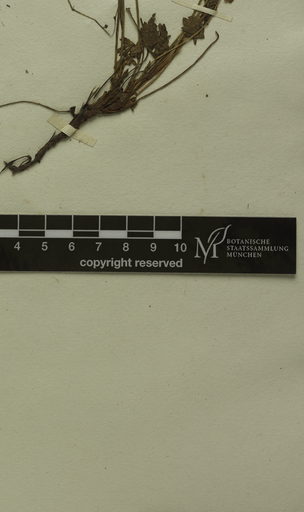 4 5 6 7 8 9 10
copyright reserved
M
BOTANISCHE
STAATSSAMMLUNG
MÜNCHEN